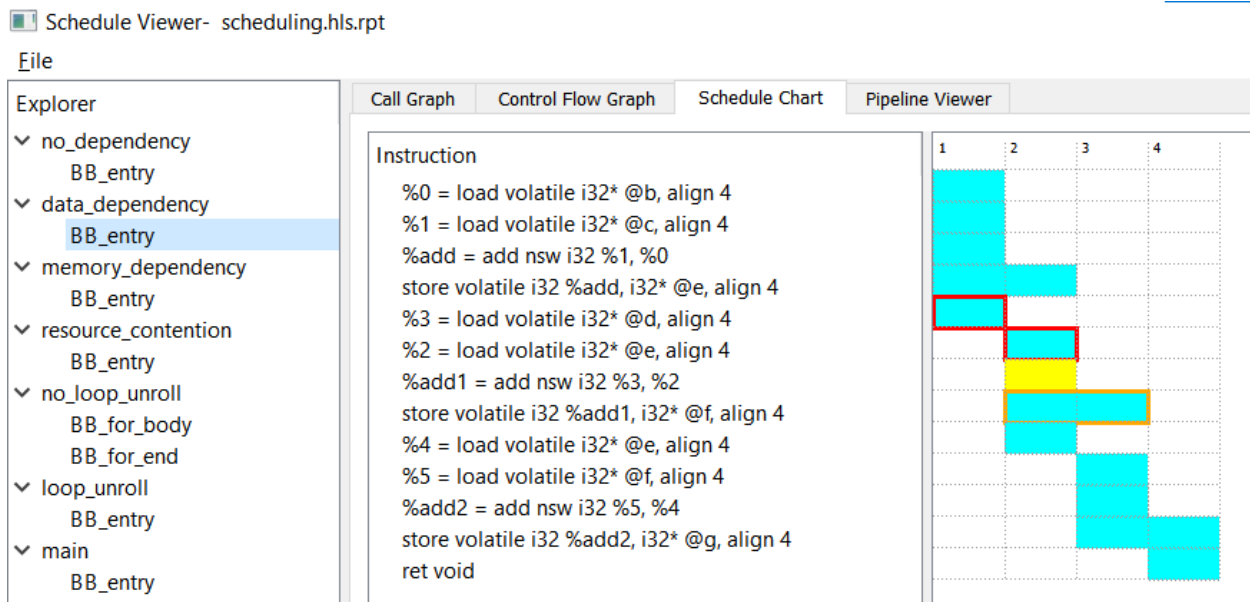 Schedule Viewer- scheduling.hls.rpt
File
Explorer
no_dependency
BB_entry
data_dependency
BB_entry
memory_dependency
BB_entry
resource_contention
BB_entry
no_loop_unroll
BB_for_body
BB_for_end
loop_unroll
BB_entry
main
BB_entry
Call Graph Control Flow Graph Schedule Chart Pipeline Viewer
Instruction
%0 = load volatile i32* @b, align 4
%1 = load volatile i32* @c, align 4
%add = add nsw i32 %1, %0
store volatile i32 %add, i32* @e, align 4
%3 = load volatile i32* @d, align 4
%2 = load volatile i32* @e, align 4
%add1 = add nsw i32 %3, %2
store volatile i32 %add1, i32* @f, align 4
%4 = load volatile i32* @e, align 4
%5 = load volatile i32* @f, align 4
%add2 = add nsw i32 %5, %4
store volatile i32 %add2, i32* @g, align 4
ret void
1 2 3 4